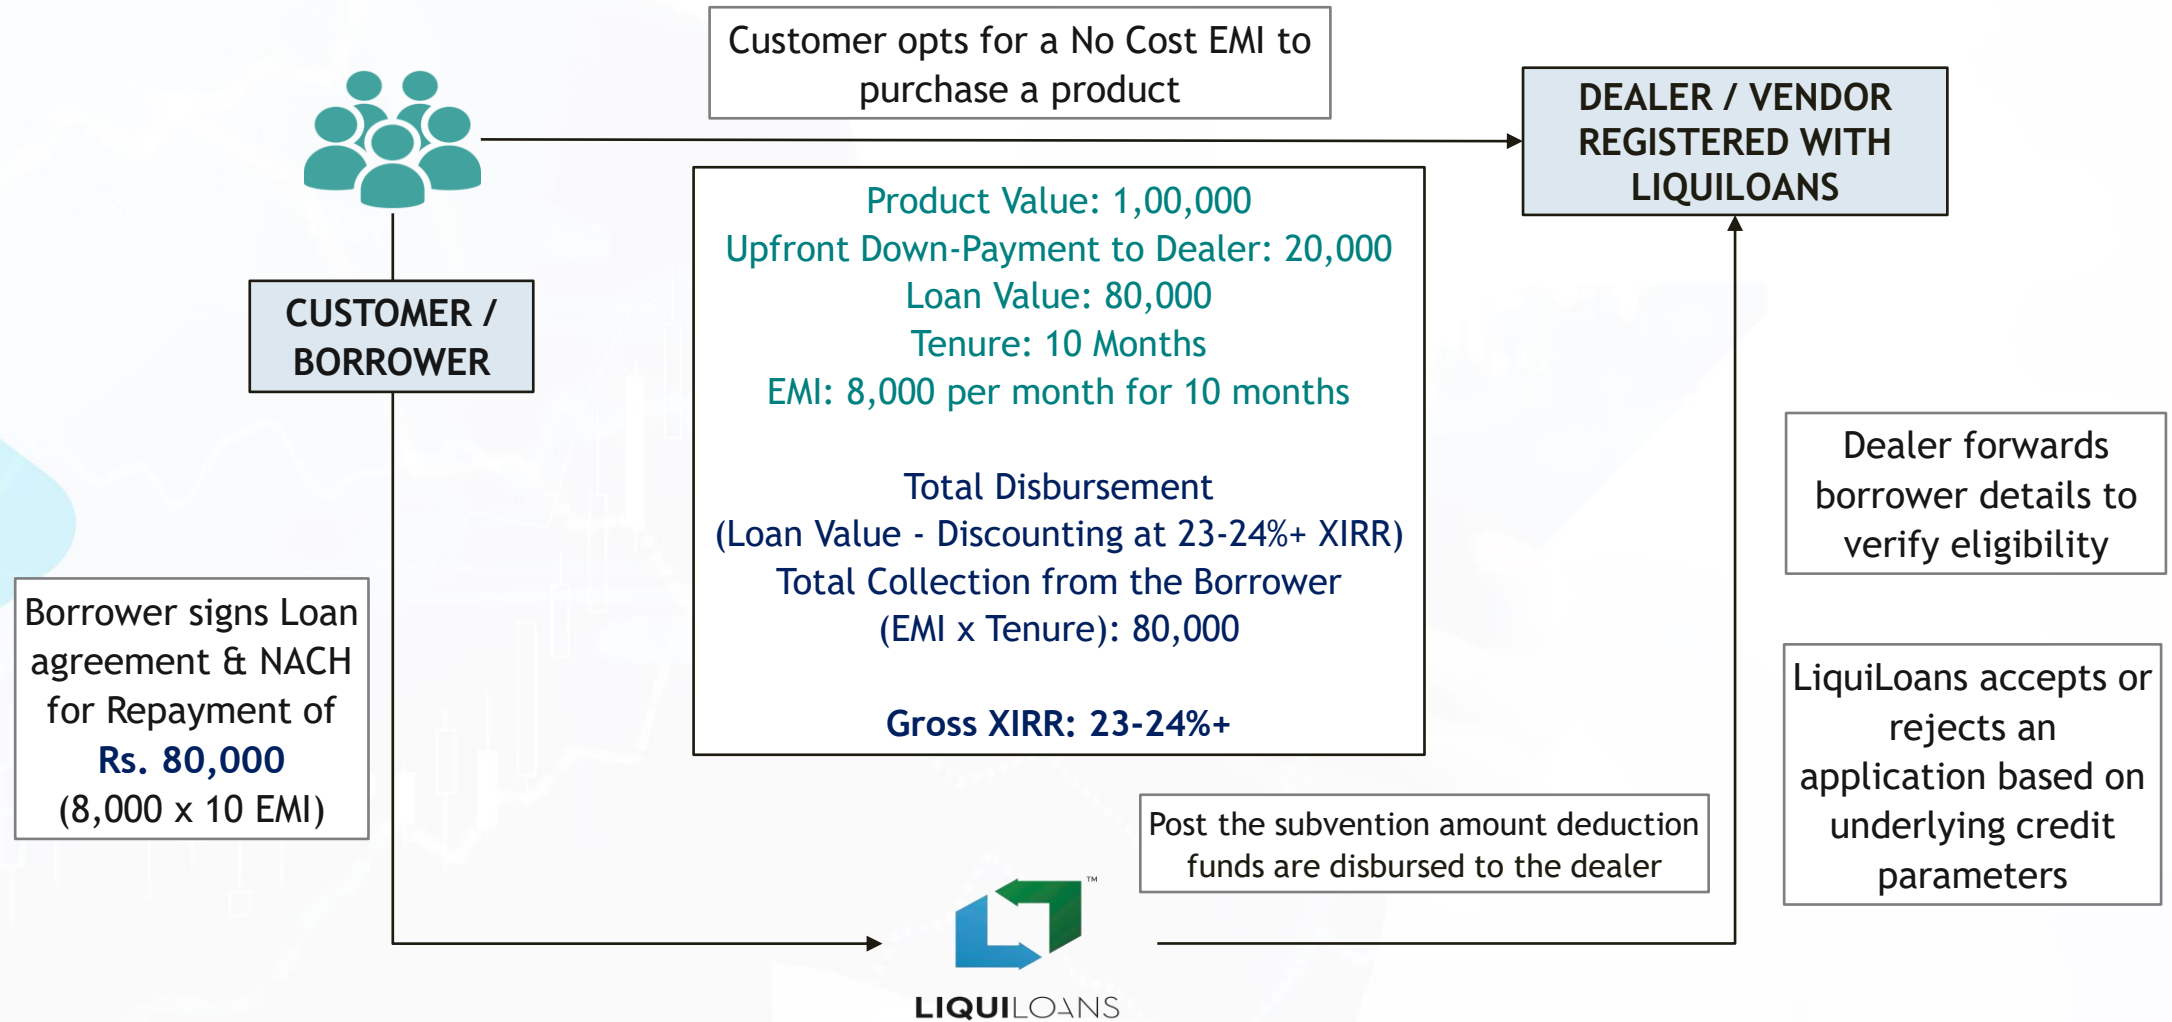 Customer opts for a No Cost EMI to
purchase a product
DEALER / VENDOR
REGISTERED WITH
LIQUILOANS
CUSTOMER /
BORROWER
Product Value: 1,00,000
Upfront Down-Payment to Dealer: 20,000
Loan Value: 80,000
Tenure: 10 Months
EMI: 8,000 per month for 10 months
Total Disbursement
(Loan Value - Discounting at 23-24%+ XIRR)
Total Collection from the Borrower
(EMI x Tenure): 80,000
Gross XIRR: 23-24%+
Dealer forwards
borrower details to
verify eligibility
Borrower signs Loan
agreement & NACH
for Repayment of
Rs. 80,000
(8,000 x 10 EMI)
LiquiLoans accepts or
rejects an
application based on
underlying credit
parameters
Post the subvention amount deduction
funds are disbursed to the dealer
™
LIQUILOANS